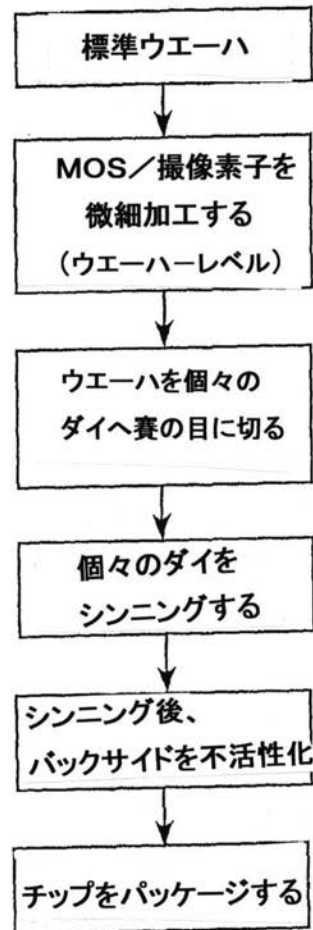 標準ウエーハ
MOS／撮像素子を
微細加工する
（ウエーハ－レベル）
ウエーハを個々の
ダイへ賽の目に切る
個々のダイを
シンニングする
シンニング後、
バックサイドを不活性化
チップをパッケージする